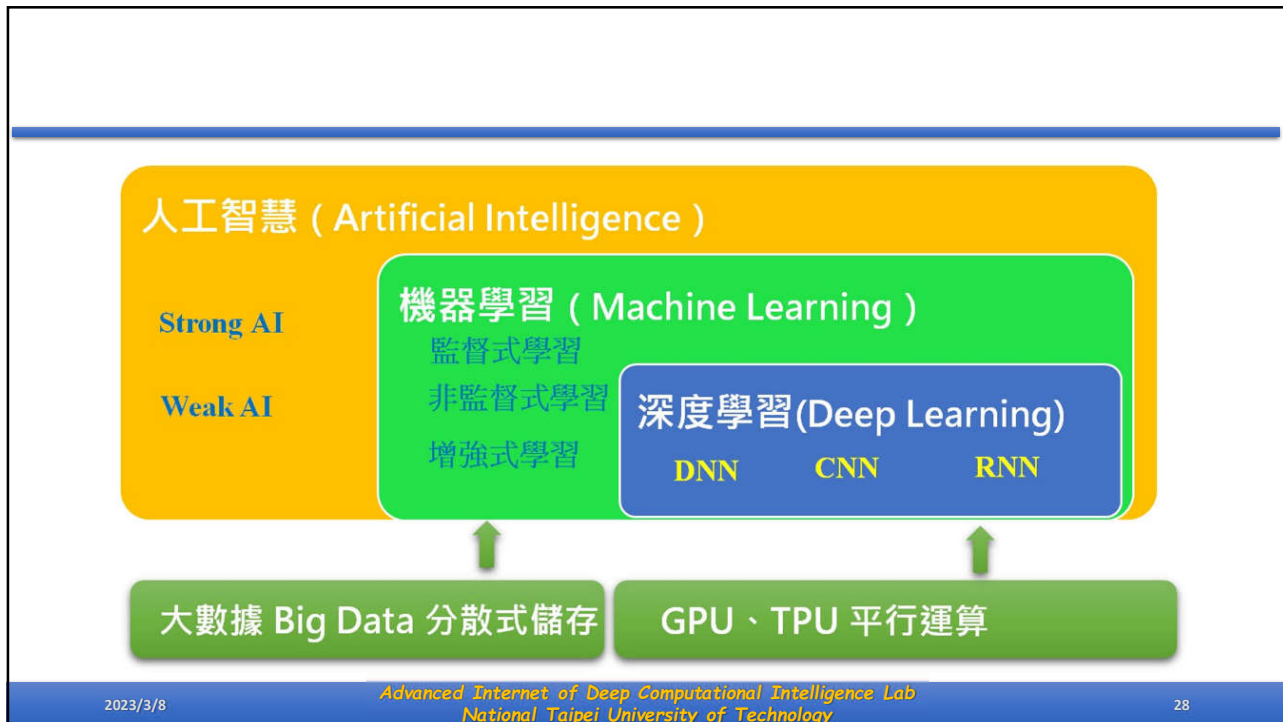 人工智慧 ( Artificial Intelligence )
Strong AI
Weak AI
機器學習 ( Machine Learning )
監督式學習
非監督式學習
增強式學習
深度學習(Deep Learning)
DNN CNN RNN
大數據 Big Data 分散式儲存
GPU、TPU 平行運算
2023/3/8
Advanced Internet of Deep Computational Intelligence Lab
National Taipei University of Technology
28